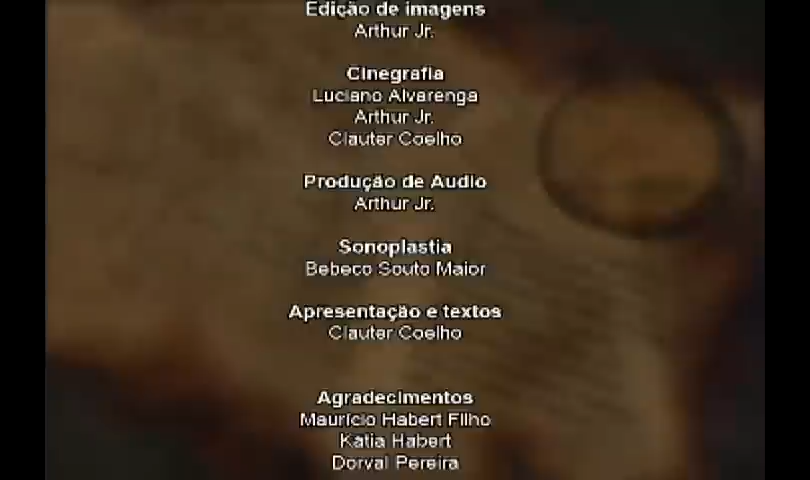 Edição de imagens
Arthur Jr.
Cinegrafia
Luciano Alvarenga
Arthur Jr.
Clauter Coelho
Produção de Audio
Arthur Jr.
Sonoplastia
Bebeco Souto Maior
Apresentação e textos
Clauter Coelho
Agradecimentos
Maurício Habert Filho
Katia Habert
Dorval Pereira